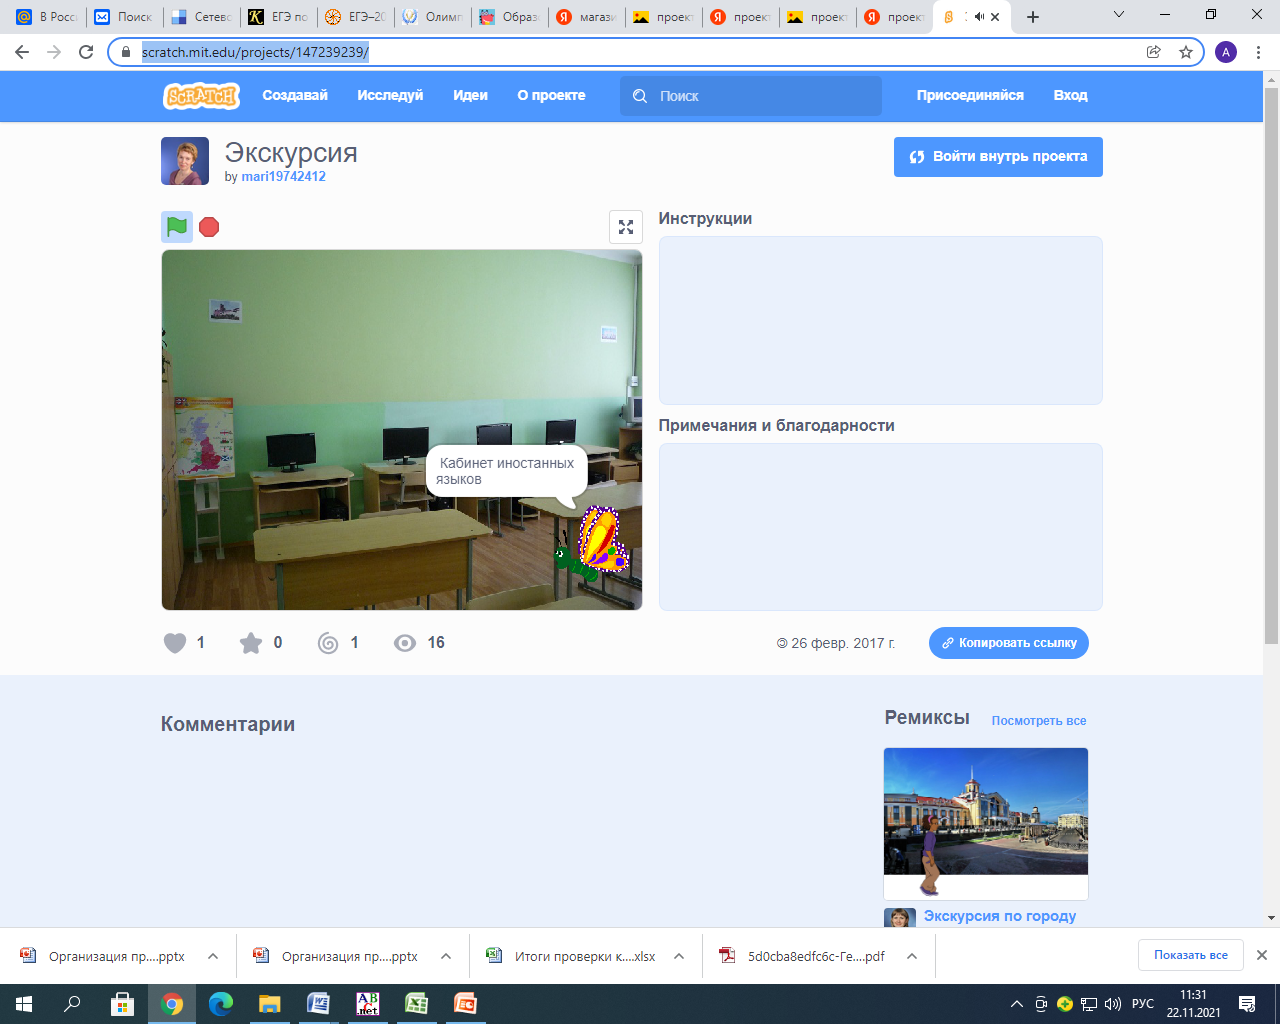 В Росс
Поиск
Сетев
ЕГЭ по
ЕГЭ–20
Олимп
Образ
магази
проект
проект
проект
проект
scratch.mit.edu/projects/147239239/
A
SCRATCH
Создавай
Исследуй
Идеи
О проекте
Поиск
Присоединяйся
Вход
Экскурсия
by mari19742412
Войти внутрь проекта
Инструкции
Кабинет иностанных
языков
Примечания и благодарности
1
0
1
16
26 февр. 2017 г.
Копировать ссылку
Комментарии
Ремиксы
Посмотреть все
Экскурсия по городу
Организация пр....pptx
Организация пр....pptx
Итоги проверки к....xlsx
5d0cba8edfc6c-Ге....pdf
Показать все
РУС
11:31
22.11.2021